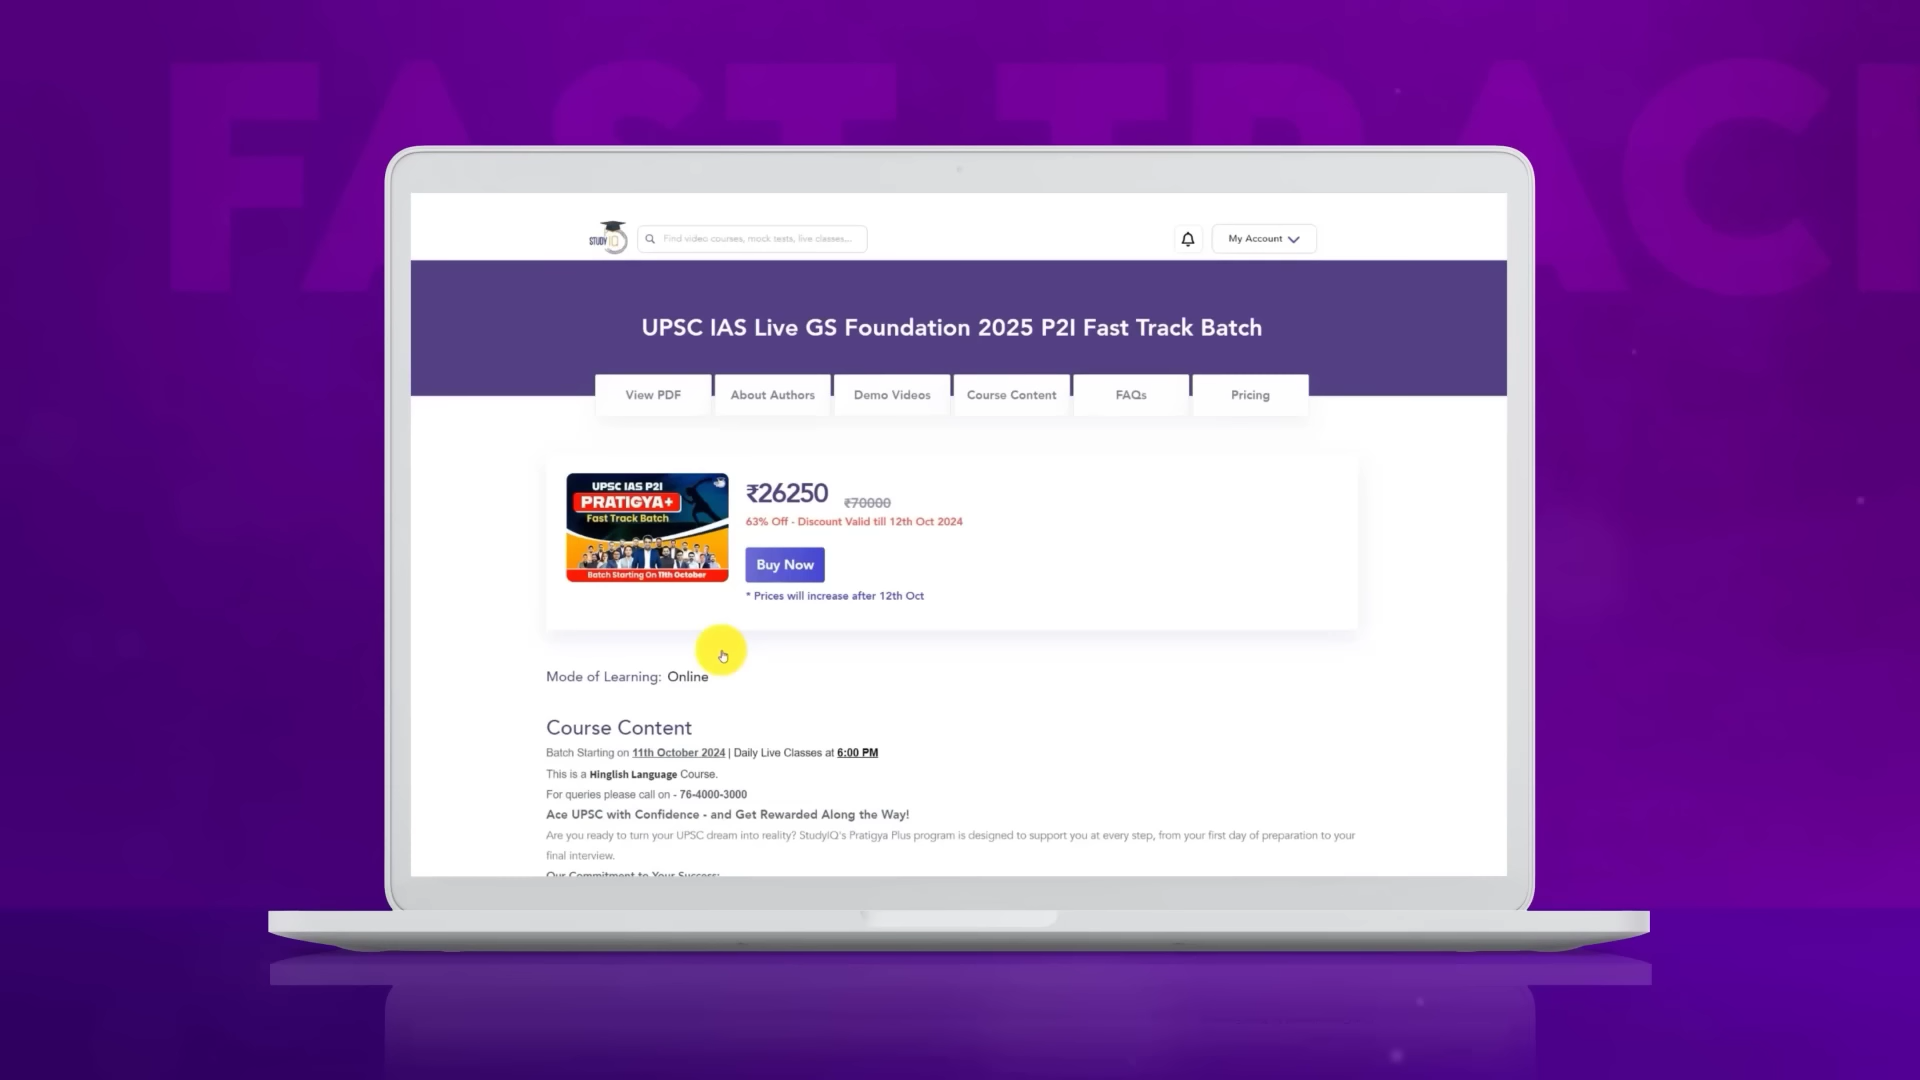 FAST TRAC
STUDY IQ
Find video courses, mock tests, live classes...
My Account
UPSC IAS Live GS Foundation 2025 P2I Fast Track Batch
View PDF
About Authors
Demo Videos
Course Content
FAQs
Pricing
UPSC IAS P2I
PRATIGYA+
Fast Track Batch
Batch Starting On 11th October
₹26250 ₹70000
63% Off - Discount Valid till 12th Oct 2024
Buy Now
* Prices will increase after 12th Oct
Mode of Learning: Online
Course Content
Batch Starting on 11th October 2024 | Daily Live Classes at 6:00 PM
This is a Hinglish Language Course.
For queries please call on - 76-4000-3000
Ace UPSC with Confidence - and Get Rewarded Along the Way!
Are you ready to turn your UPSC dream into reality? StudyIQ's Pratigya Plus program is designed to support you at every step, from your first day of preparation to your
final interview.
Our Commitment to Your Success: